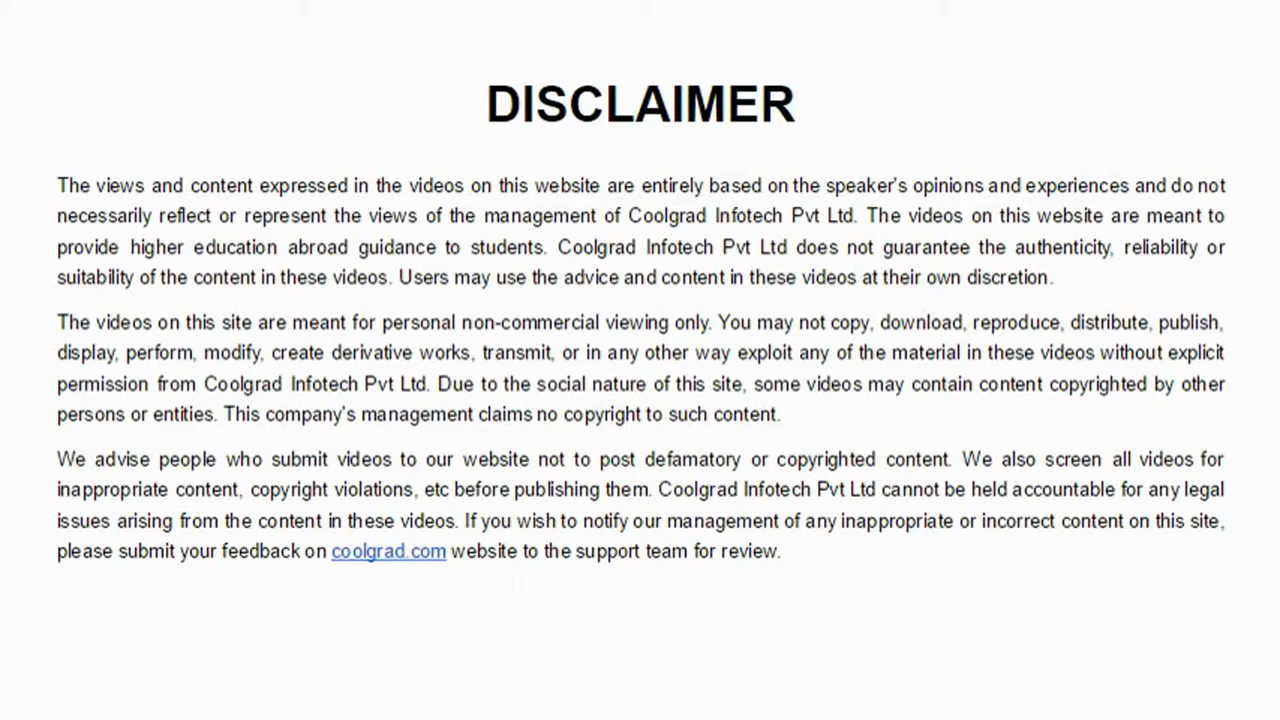 DISCLAIMER
The views and content expressed in the videos on this website are entirely based on the speaker's opinions and experiences and do not
necessarily reflect or represent the views of the management of Coolgrad Infotech Pvt Ltd. The videos on this website are meant to
provide higher education abroad guidance to students. Coolgrad Infotech Pvt Ltd does not guarantee the authenticity, reliability or
suitability of the content in these videos. Users may use the advice and content in these videos at their own discretion.
The videos on this site are meant for personal non-commercial viewing only. You may not copy, download, reproduce, distribute, publish,
display, perform, modify, create derivative works, transmit, or in any other way exploit any of the material in these videos without explicit
permission from Coolgrad Infotech Pvt Ltd. Due to the social nature of this site, some videos may contain content copyrighted by other
persons or entities. This company's management claims no copyright to such content.
We advise people who submit videos to our website not to post defamatory or copyrighted content. We also screen all videos for
inappropriate content, copyright violations, etc before publishing them. Coolgrad Infotech Pvt Ltd cannot be held accountable for any legal
issues arising from the content in these videos. If you wish to notify our management of any inappropriate or incorrect content on this site,
please submit your feedback on coolgrad.com website to the support team for review.